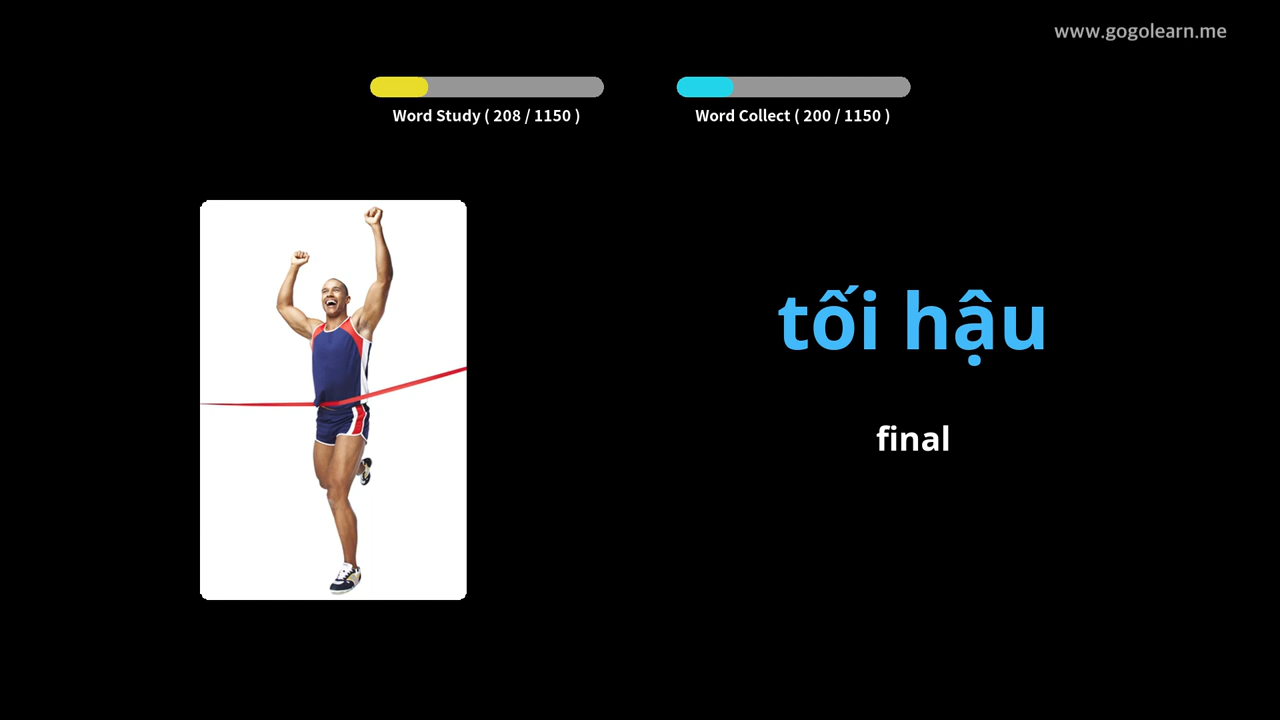 www.gogolearn.me
Word Study ( 208 / 1150 )
Word Collect ( 200 / 1150 )
tối hậu
final